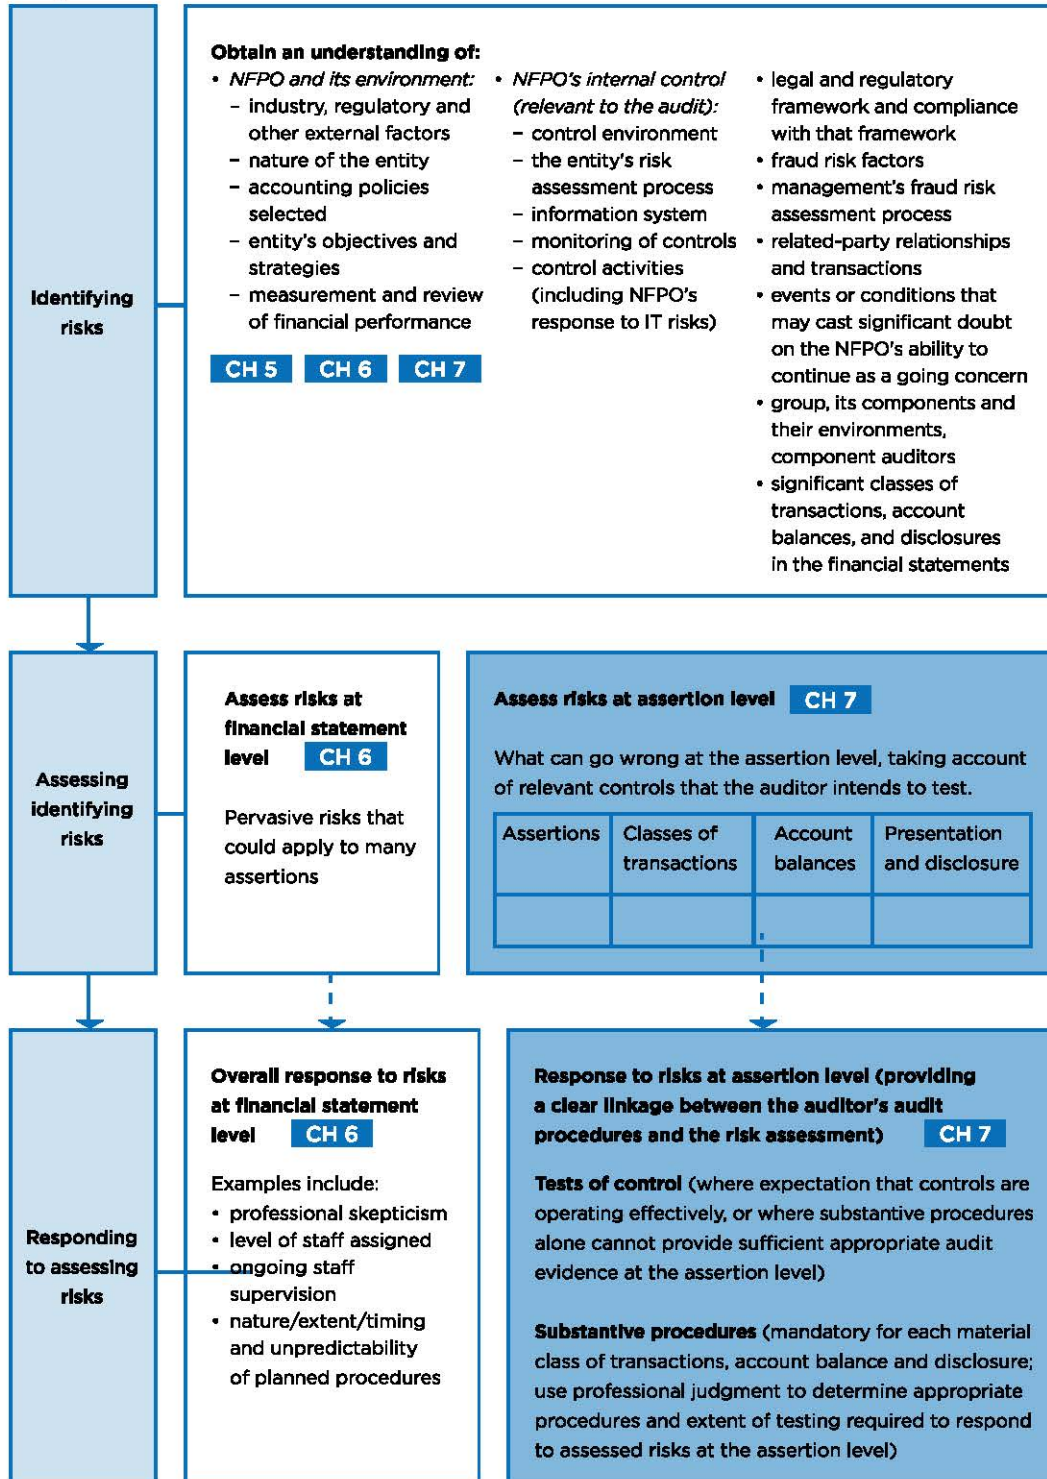 Identifying
risks
Obtain an understanding of:
• NFPO and its environment:
– industry, regulatory and
other external factors
– nature of the entity
– accounting policies
selected
– entity's objectives and
strategies
– measurement and review
of financial performance
CH 5 CH 6 CH 7
• NFPO's internal control
(relevant to the audit):
– control environment
– the entity's risk
assessment process
– information system
– monitoring of controls
– control activities
(including NFPO's
response to IT risks)
• legal and regulatory
framework and compliance
with that framework
• fraud risk factors
• management's fraud risk
assessment process
• related-party relationships
and transactions
• events or conditions that
may cast significant doubt
on the NFPO's ability to
continue as a going concern
• group, its components and
their environments,
component auditors
• significant classes of
transactions, account
balances, and disclosures
in the financial statements
Assessing
identifying
risks
Assess risks at
financial statement
level CH 6
Pervasive risks that
could apply to many
assertions
Assess risks at assertion level CH 7
What can go wrong at the assertion level, taking account
of relevant controls that the auditor intends to test.
Assertions
Classes of
transactions
Account
balances
Presentation
and disclosure
Responding
to assessing
risks
Overall response to risks
at financial statement
level CH 6
Examples include:
• professional skepticism
• level of staff assigned
• ongoing staff
supervision
• nature/extent/timing
and unpredictability
of planned procedures
Response to risks at assertion level (providing
a clear linkage between the auditor's audit
procedures and the risk assessment) CH 7
Tests of control (where expectation that controls are
operating effectively, or where substantive procedures
alone cannot provide sufficient appropriate audit
evidence at the assertion level)
Substantive procedures (mandatory for each material
class of transactions, account balance and disclosure;
use professional judgment to determine appropriate
procedures and extent of testing required to respond
to assessed risks at the assertion level)